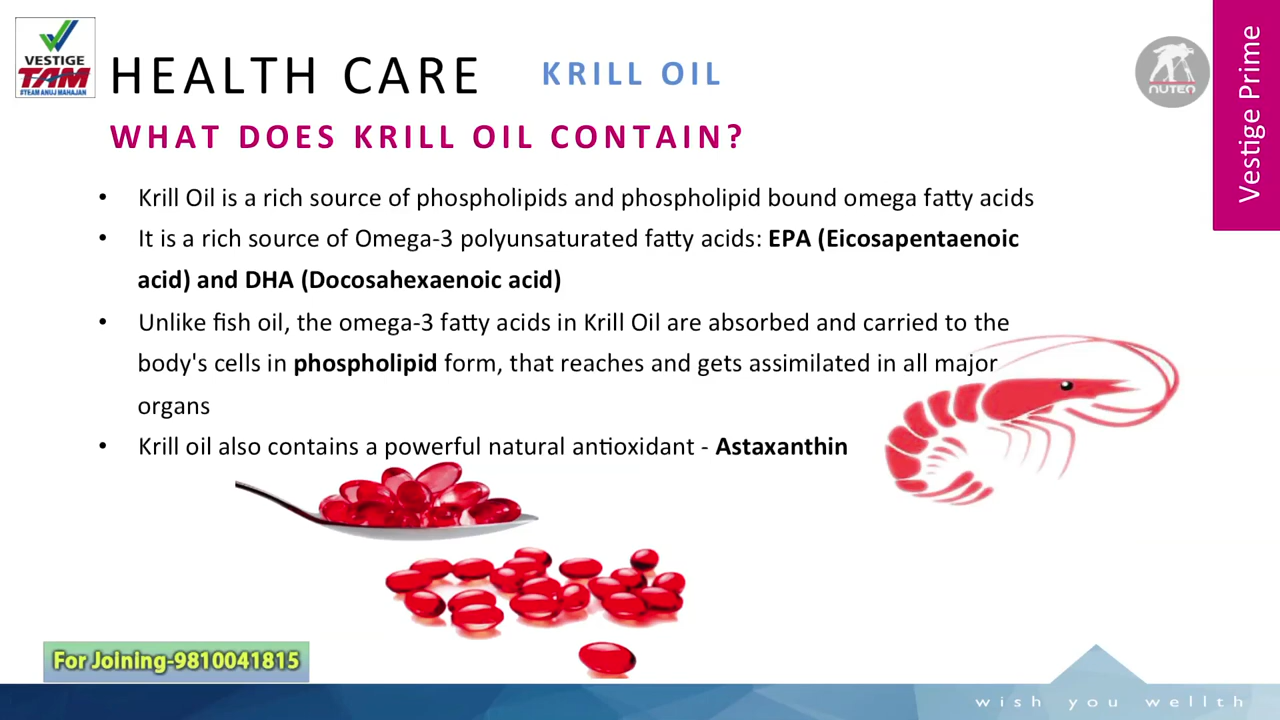 VESTIGE
TAM
STEAM ANUJ MAHAJAN
HEALTH CARE
KRILL OIL
NUTEQ
Vestige Prime
WHAT DOES KRILL OIL CONTAIN?
• Krill Oil is a rich source of phospholipids and phospholipid bound omega fatty acids
• It is a rich source of Omega-3 polyunsaturated fatty acids: EPA (Eicosapentaenoic
acid) and DHA (Docosahexaenoic acid)
• Unlike fish oil, the omega-3 fatty acids in Krill Oil are absorbed and carried to the
body's cells in phospholipid form, that reaches and gets assimilated in all major
organs
• Krill oil also contains a powerful natural antioxidant - Astaxanthin
For Joining-9810041815
wish you wellth